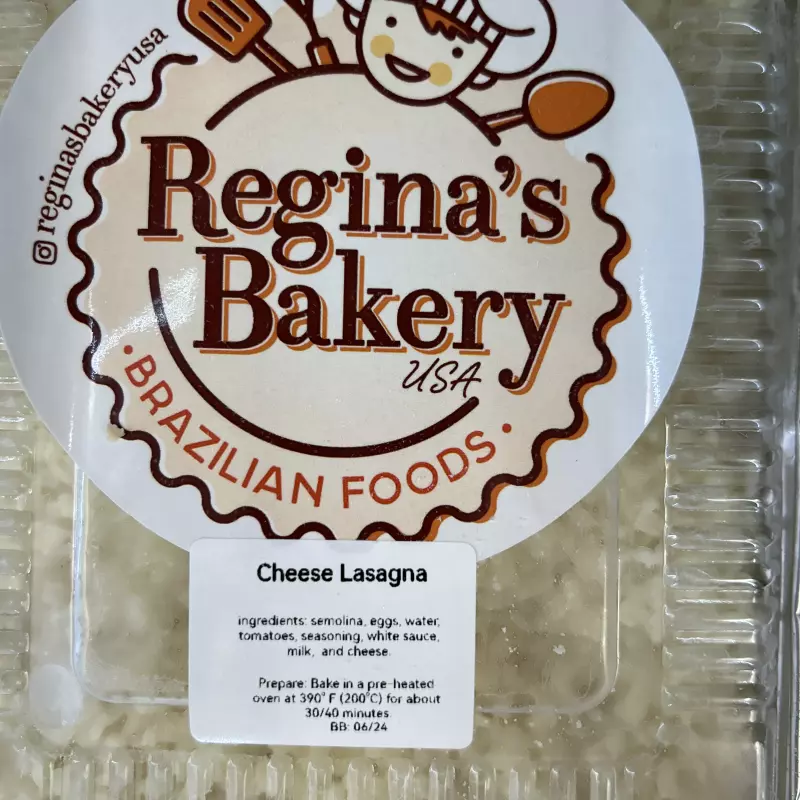 reginasbakeryusa
Regina's
Bakery
USA
•BRAZILIAN FOODS•
Cheese Lasagna
ingredients: semolina, eggs, water,
tomatoes, seasoning, white sauce,
milk, and cheese.
Prepare: Bake in a pre-heated
oven at 390°F (200°C) for about
30/40 minutes.
BB: 06/24